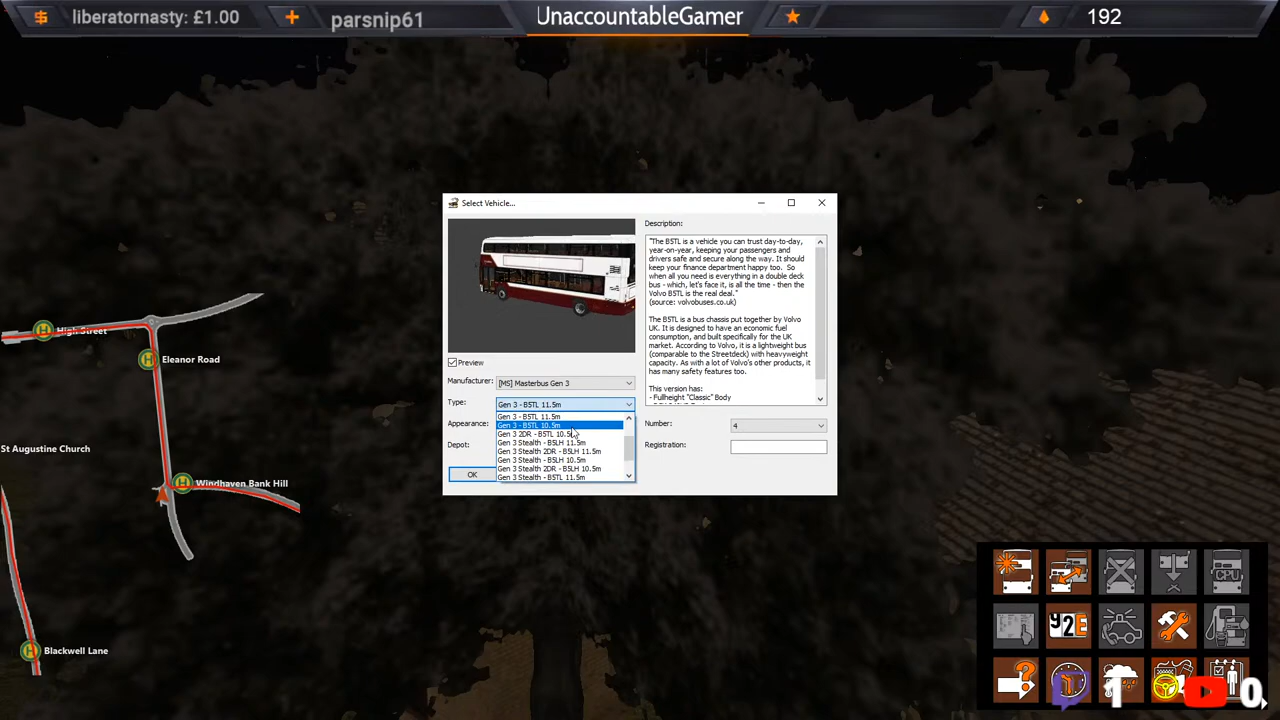 liberatornasty: £1.00
parsnip61
UnaccountableGamer
192
Select Vehicle...
Description:
"The B5TL is a vehicle you can trust day-to-day,
year-on-year, keeping your passengers and
drivers safe and secure along the way. It should
keep your finance department happy too. So
when all you need is everything in a double deck
bus - which, let's face it, is all the time - then the
Volvo B5TL is the real deal."
(source: volvobuses.co.uk)
The B5TL is a bus chassis put together by Volvo
UK. It is designed to have an economic fuel
consumption, and built specifically for the UK
market. According to Volvo, it is a lightweight bus
(comparable to the Streetdeck) with heavyweight
capacity. As with a lot of Volvo's other products, it
has many safety features too.
This version has:
- Fullheight "Classic" Body
Preview
Manufacturer: [MS] Masterbus Gen 3
Type: Gen 3 - B5TL 11.5m
Gen 3 - B5TL 11.5m
Gen 3 - B5TL 10.5m
Gen 3 2DR - B5TL 10.5m
Gen 3 Stealth - B5LH 11.5m
Gen 3 Stealth 2DR - B5LH 11.5m
Gen 3 Stealth - B5LH 10.5m
Gen 3 Stealth 2DR - B5LH 10.5m
Gen 3 Stealth - B5TL 11.5m
Appearance:
Depot:
OK
Number: 4
Registration:
High Street
Eleanor Road
St Augustine Church
Windhaven Bank Hill
Blackwell Lane
CPU
92E
1
0